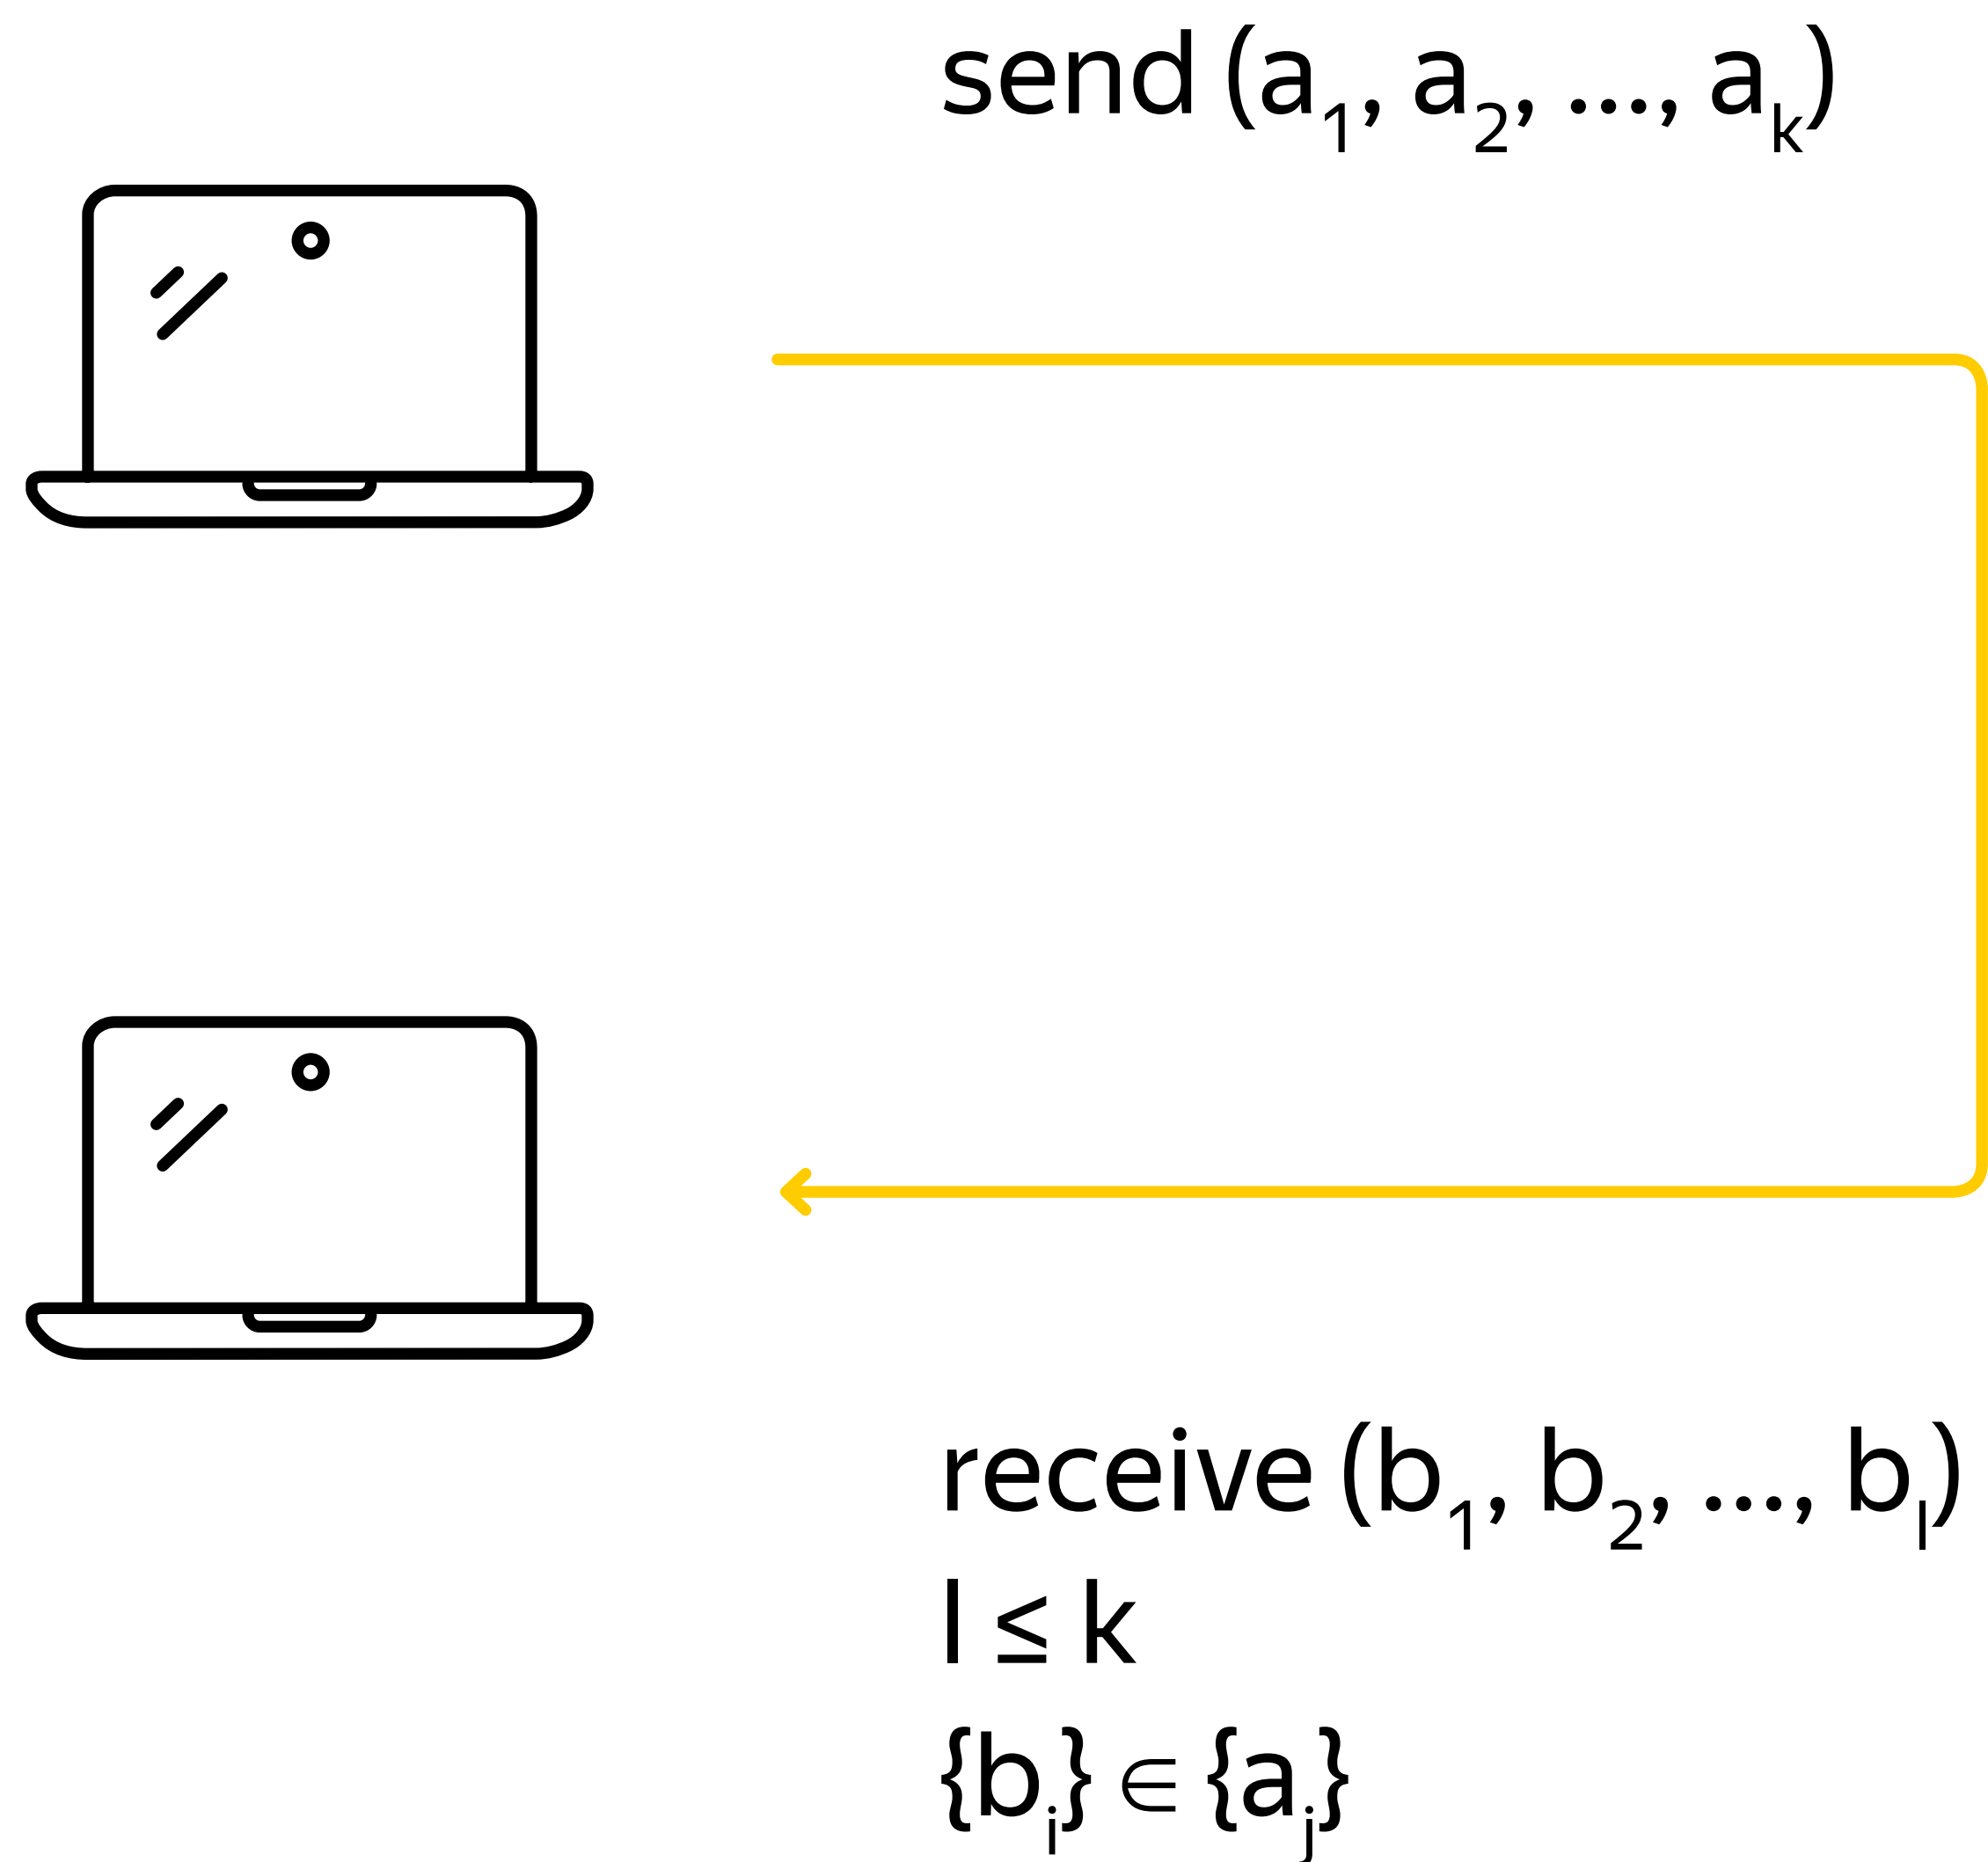 send (a₁, a₂, ..., aₖ)
receive (b₁, b₂, ..., bₗ)
l ≤ k
{bᵢ} ∈ {aⱼ}